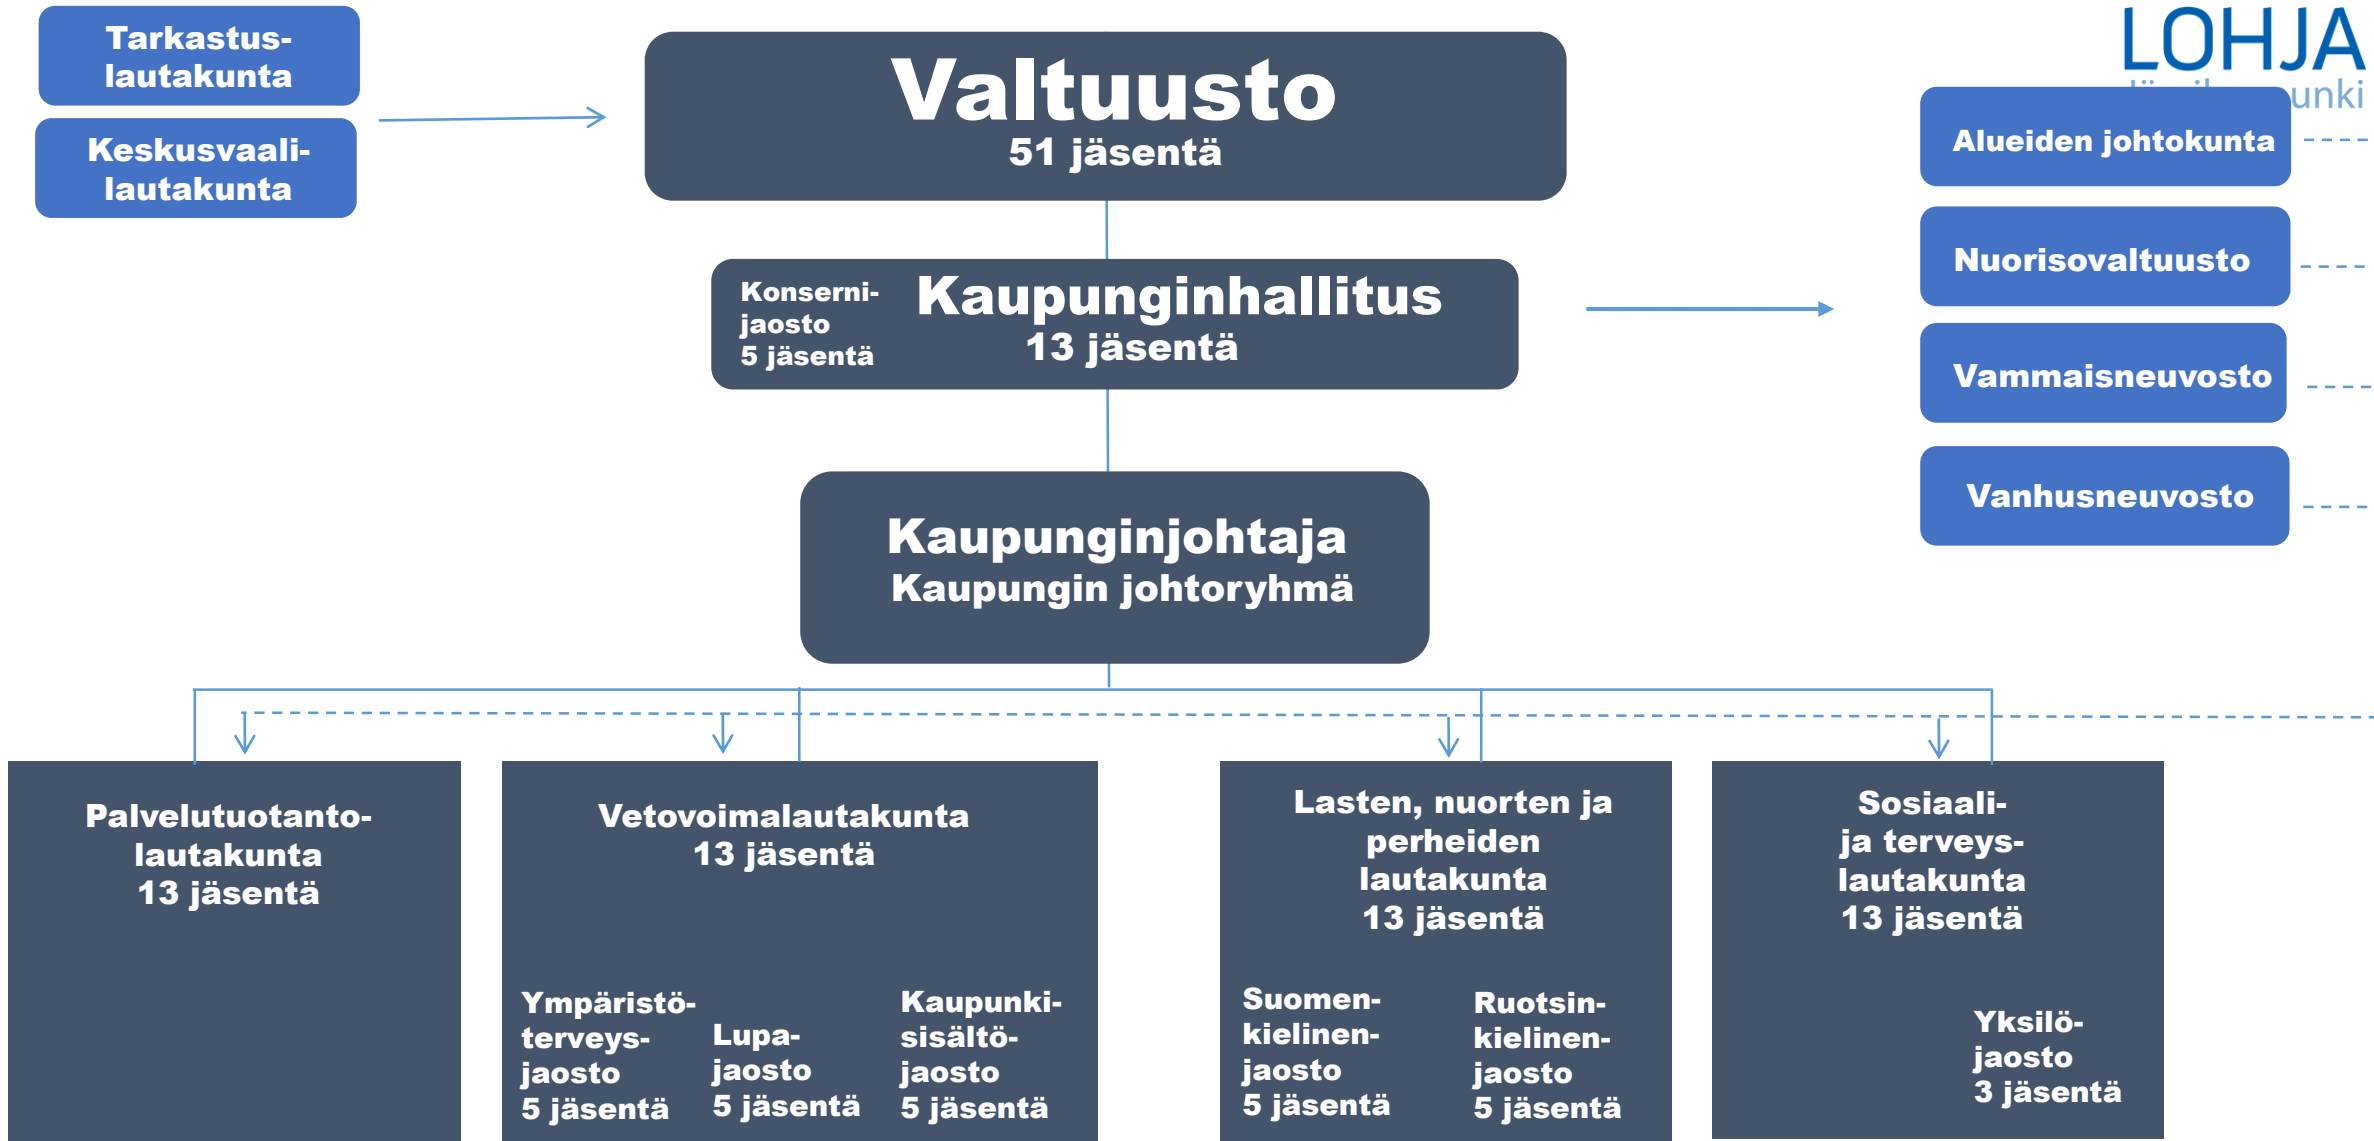 LOHJA
unki
Tarkastus-
lautakunta
Keskusvaali-
lautakunta
Valtuusto
51 jäsentä
Alueiden johtokunta
Nuorisovaltuusto
Vammaisneuvosto
Vanhusneuvosto
Konserni-
jaosto
5 jäsentä
Kaupunginhallitus
13 jäsentä
Kaupunginjohtaja
Kaupungin johtoryhmä
Palvelutuotanto-
lautakunta
13 jäsentä
Vetovoimalautakunta
13 jäsentä
Ympäristö-
terveys-
jaosto
5 jäsentä
Lupa-
jaosto
5 jäsentä
Kaupunki-
sisältö-
jaosto
5 jäsentä
Lasten, nuorten ja
perheiden
lautakunta
13 jäsentä
Suomen-
kielinen-
jaosto
5 jäsentä
Ruotsin-
kielinen-
jaosto
5 jäsentä
Sosiaali-
ja terveys-
lautakunta
13 jäsentä
Yksilö-
jaosto
3 jäsentä